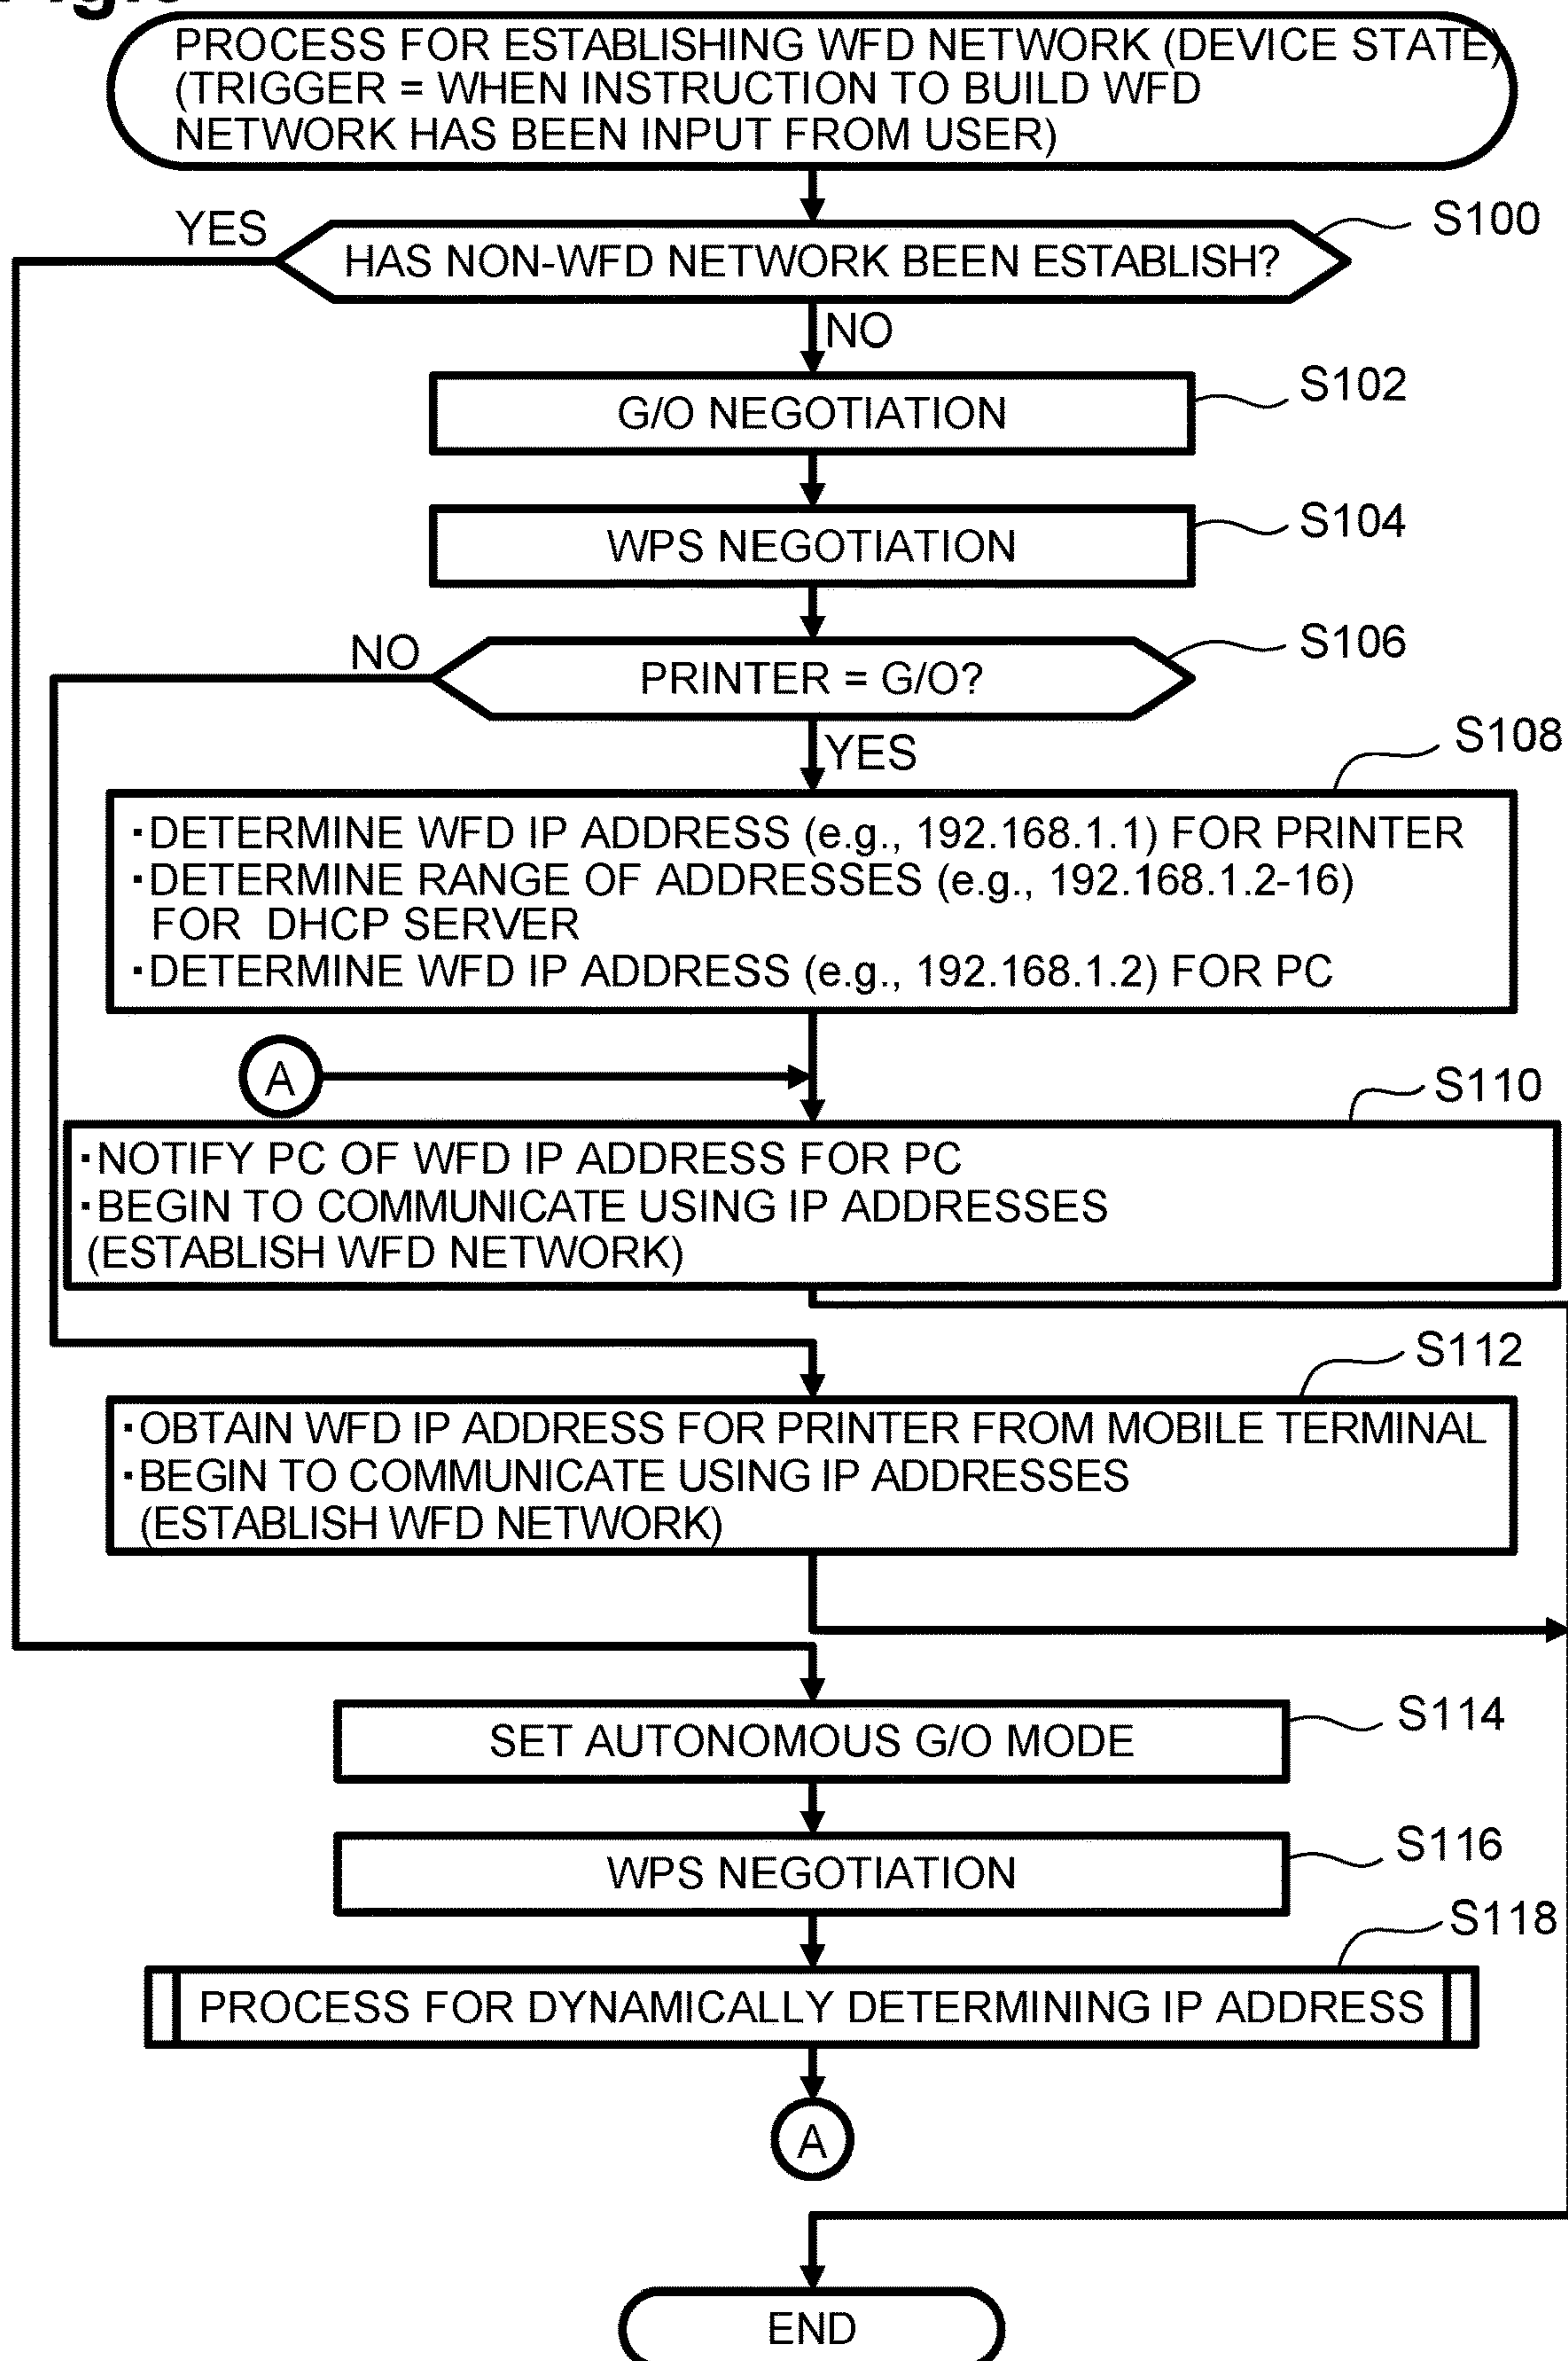 PROCESS FOR ESTABLISHING WFD NETWORK (DEVICE STATE)
(TRIGGER = WHEN INSTRUCTION TO BUILD WFD
NETWORK HAS BEEN INPUT FROM USER)
YES
S100
HAS NON-WFD NETWORK BEEN ESTABLISH?
NO
S102
G/O NEGOTIATION
S104
WPS NEGOTIATION
NO
S106
PRINTER = G/O?
YES
S108
・DETERMINE WFD IP ADDRESS (e.g., 192.168.1.1) FOR PRINTER
・DETERMINE RANGE OF ADDRESSES (e.g., 192.168.1.2-16)
FOR DHCP SERVER
・DETERMINE WFD IP ADDRESS (e.g., 192.168.1.2) FOR PC
A
S110
・NOTIFY PC OF WFD IP ADDRESS FOR PC
・BEGIN TO COMMUNICATE USING IP ADDRESSES
(ESTABLISH WFD NETWORK)
S112
・OBTAIN WFD IP ADDRESS FOR PRINTER FROM MOBILE TERMINAL
・BEGIN TO COMMUNICATE USING IP ADDRESSES
(ESTABLISH WFD NETWORK)
S114
SET AUTONOMOUS G/O MODE
S116
WPS NEGOTIATION
S118
PROCESS FOR DYNAMICALLY DETERMINING IP ADDRESS
A
END